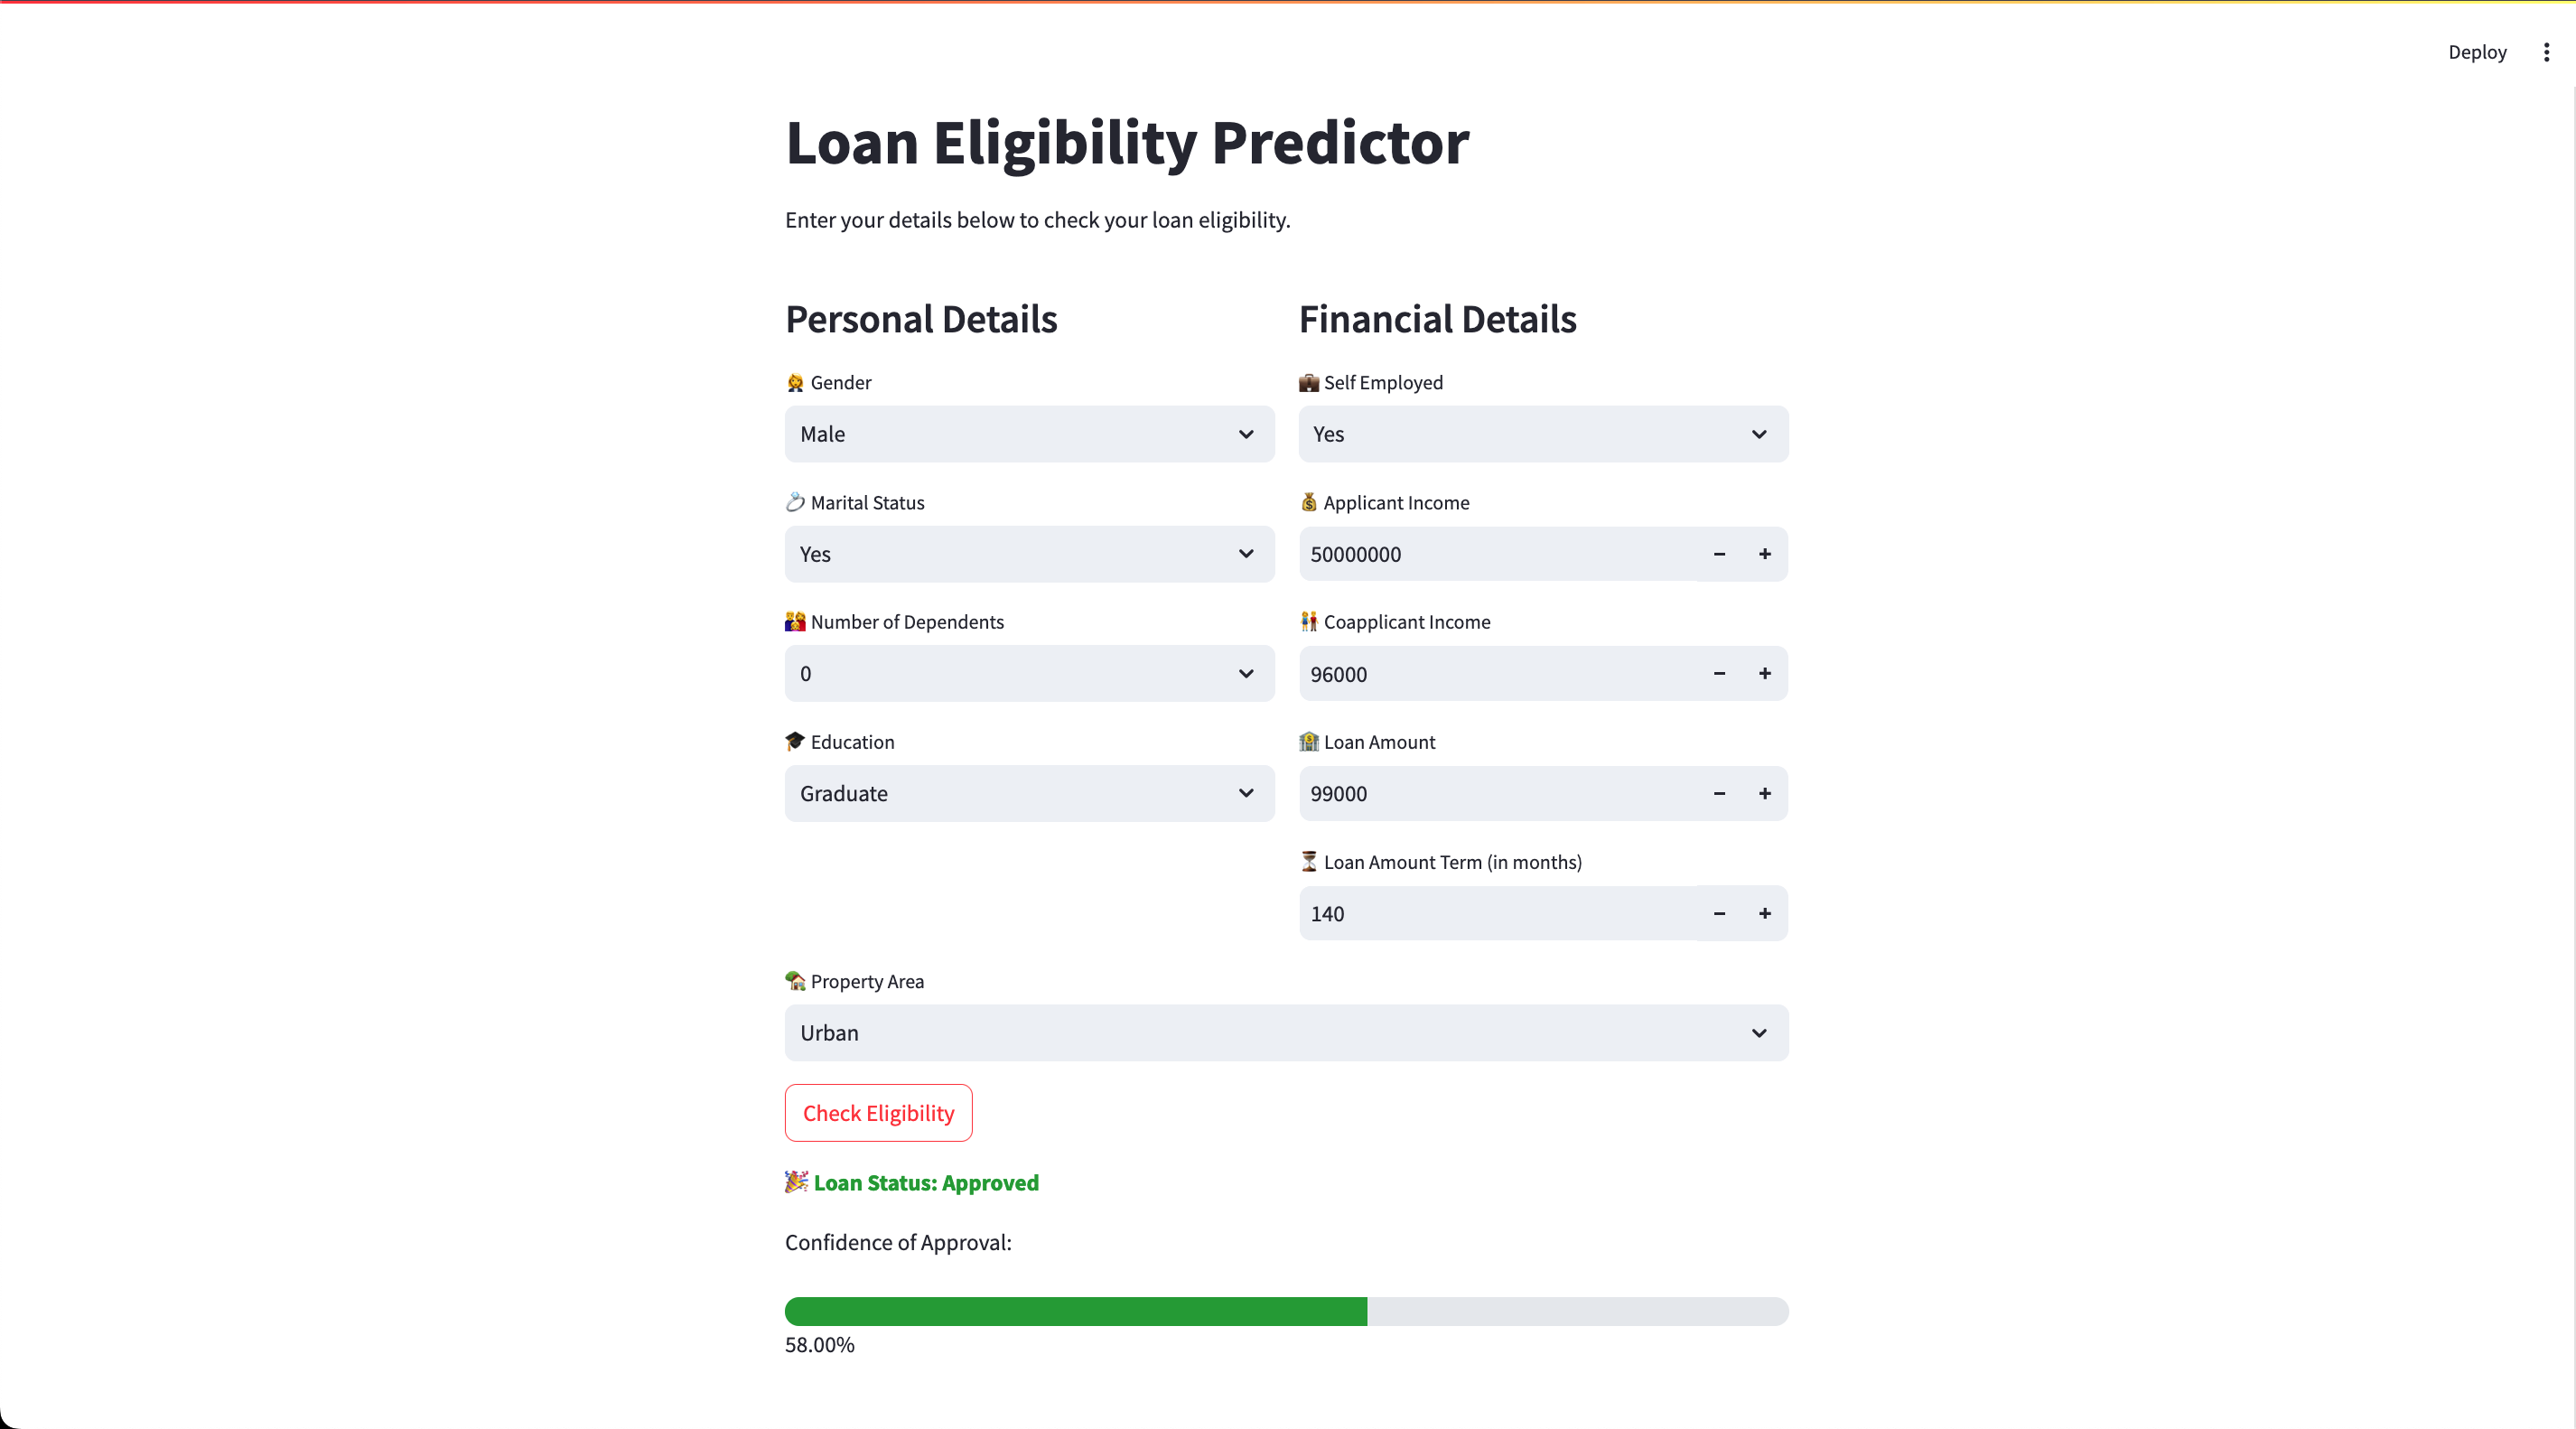 Deploy
Loan Eligibility Predictor
Enter your details below to check your loan eligibility.
Personal Details
Gender
Male
Marital Status
Yes
Number of Dependents
0
Education
Graduate
Financial Details
Self Employed
Yes
Applicant Income
50000000
Coapplicant Income
96000
Loan Amount
99000
Loan Amount Term (in months)
140
Property Area
Urban
Check Eligibility
Loan Status: Approved
Confidence of Approval:
58.00%